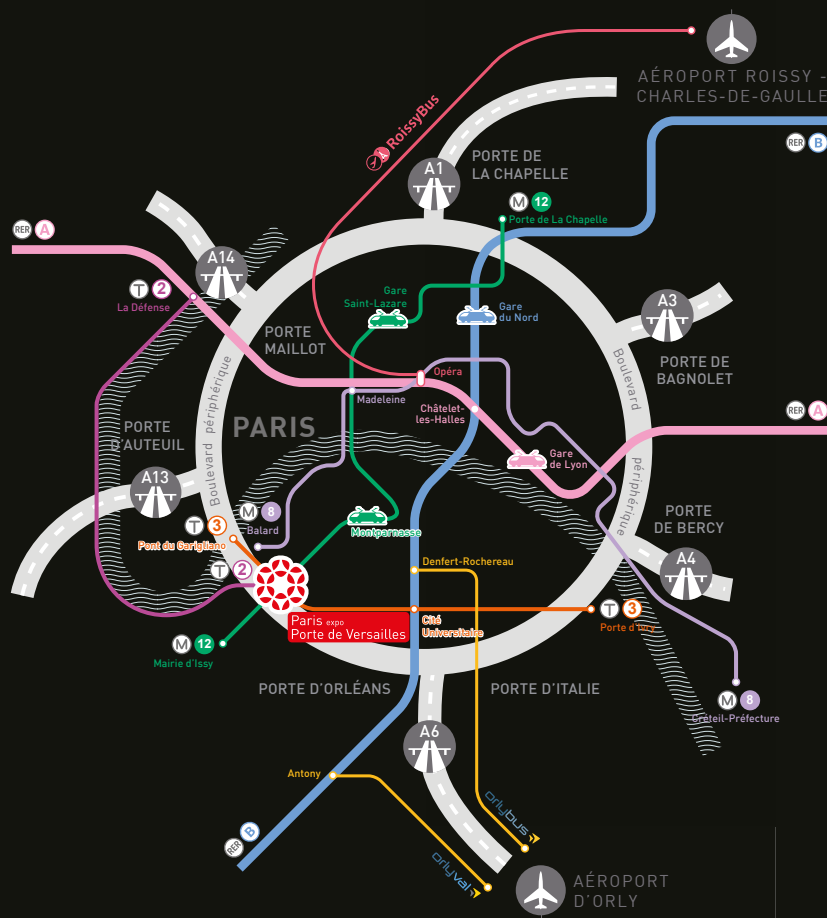 AÉROPORT ROISSY -
CHARLES-DE-GAULLE
RER B
RoissyBus
PORTE DE
LA CHAPELLE
A1
M 12
Porte de La Chapelle
RER A
A14
T 2
La Défense
Gare
Saint-Lazare
Gare
du Nord
A3
PORTE
MAILLOT
PORTE DE
BAGNOLET
Boulevard périphérique
Boulevard
périphérique
Opéra
Madeleine
Châtelet-
les-Halles
RER A
PARIS
PORTE
D'AUTEUIL
Gare
de Lyon
A13
M 8
Balard
T 3
Pont du Garigliano
Montparnasse
PORTE
DE BERCY
A4
T 2
Denfert-Rochereau
Paris expo
Porte de Versailles
Cité
Universitaire
T 3
Porte d'Ivry
M 12
Mairie d'Issy
PORTE D'ORLÉANS
PORTE D'ITALIE
M 8
Créteil-Préfecture
A6
Antony
orlybus
RER B
orlyval
AÉROPORT
D'ORLY